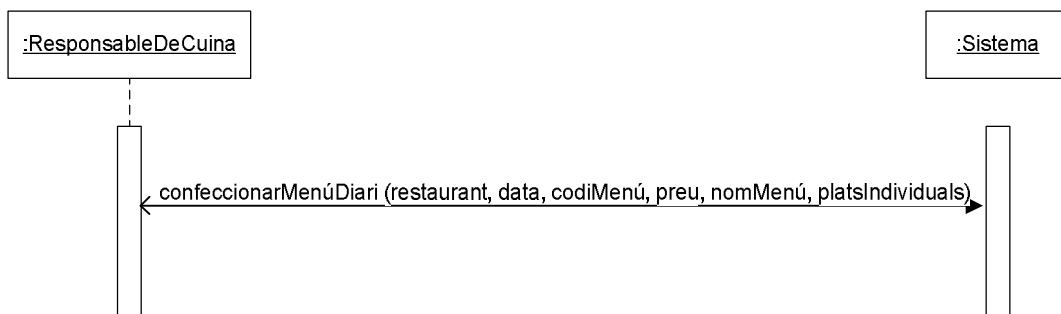 :ResponsableDeCuina
:Sistema
confeccionarMenúDiari (restaurant, data, codiMenú, preu, nomMenú, platsIndividuals)